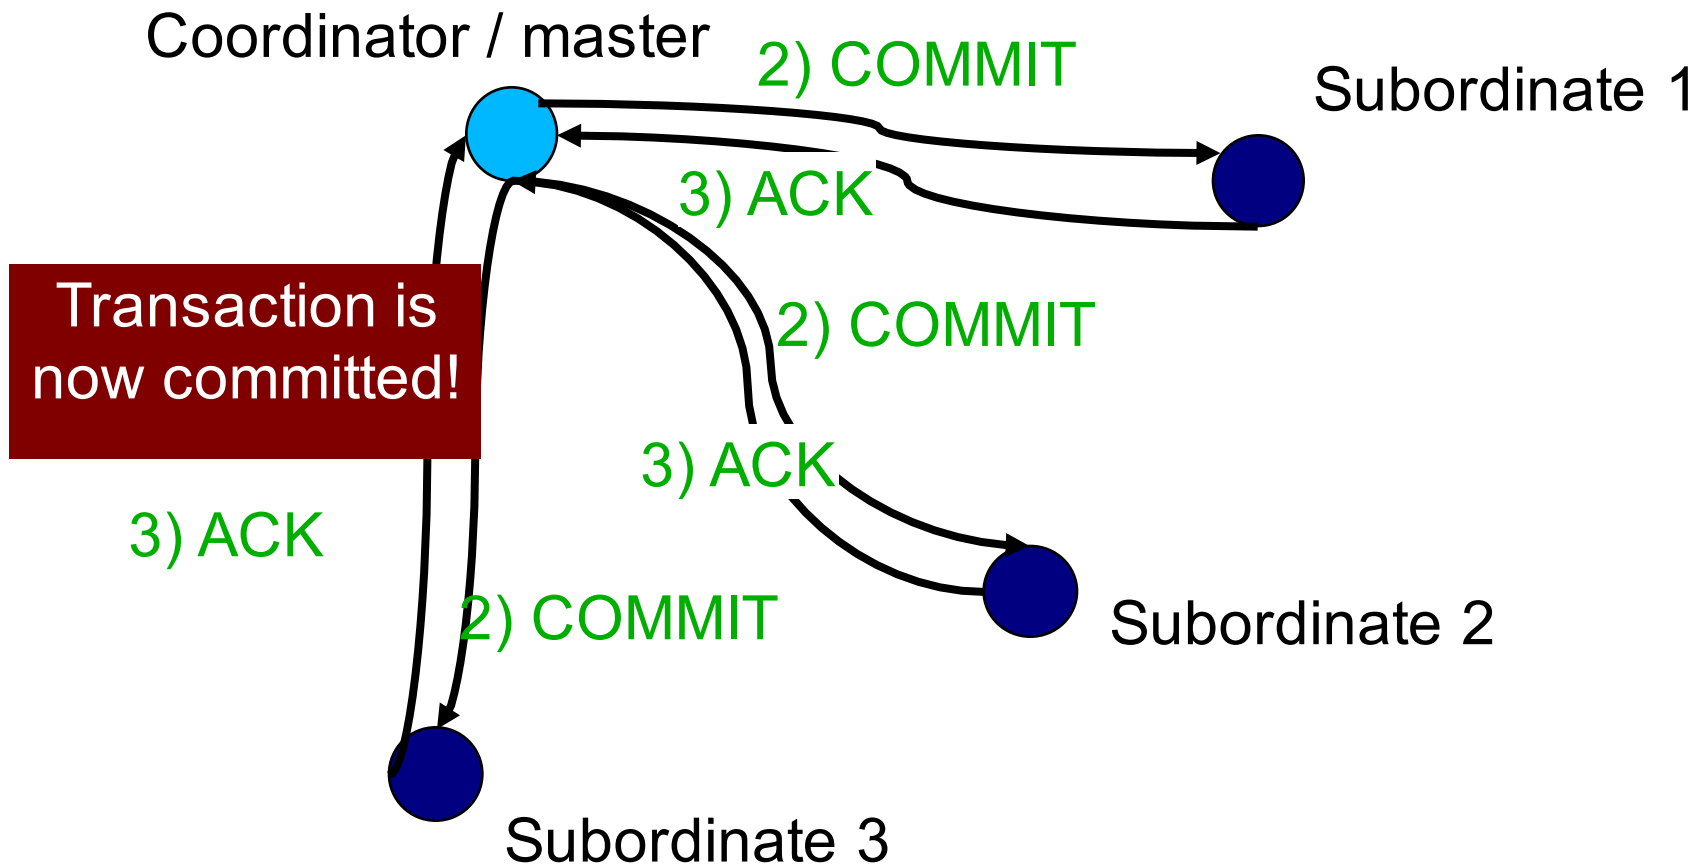 Coordinator / master
2) COMMIT
Subordinate 1
3) ACK
Transaction is
now committed!
2) COMMIT
3) ACK
3) ACK
2) COMMIT
Subordinate 2
Subordinate 3